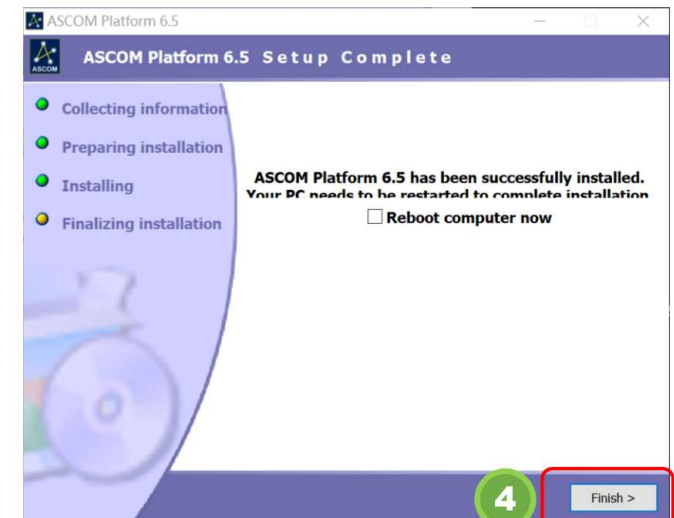 ASCOM Platform 6.5
ASCOM
ASCOM Platform 6.5 Setup Complete
Collecting information
Preparing installation
Installing
Finalizing installation
ASCOM Platform 6.5 has been successfully installed.
Your PC needs to be restarted to complete installation
Reboot computer now
4
Finish >